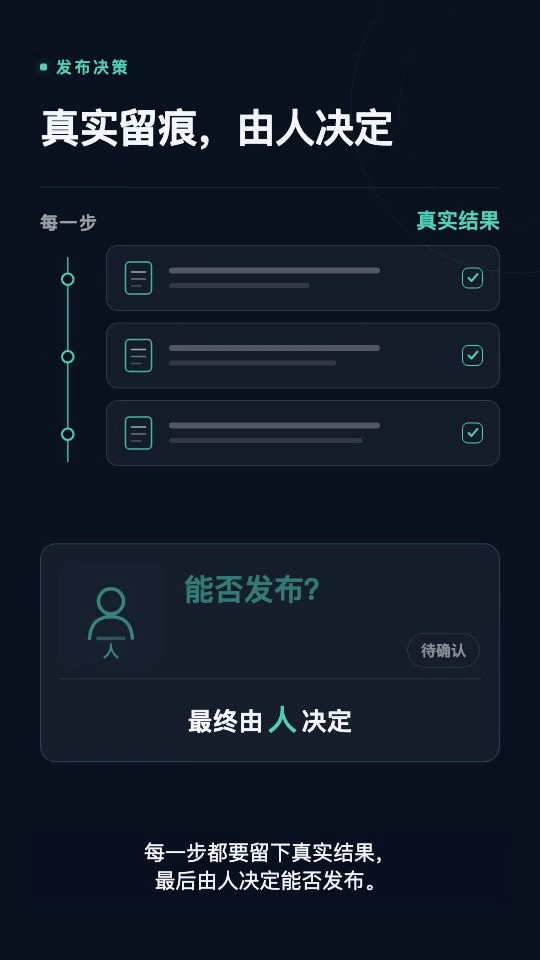 发布决策
真实留痕，由人决定
每一步
真实结果
能否发布？
人
待确认
最终由人决定
每一步都要留下真实结果，
最后由人决定能否发布。